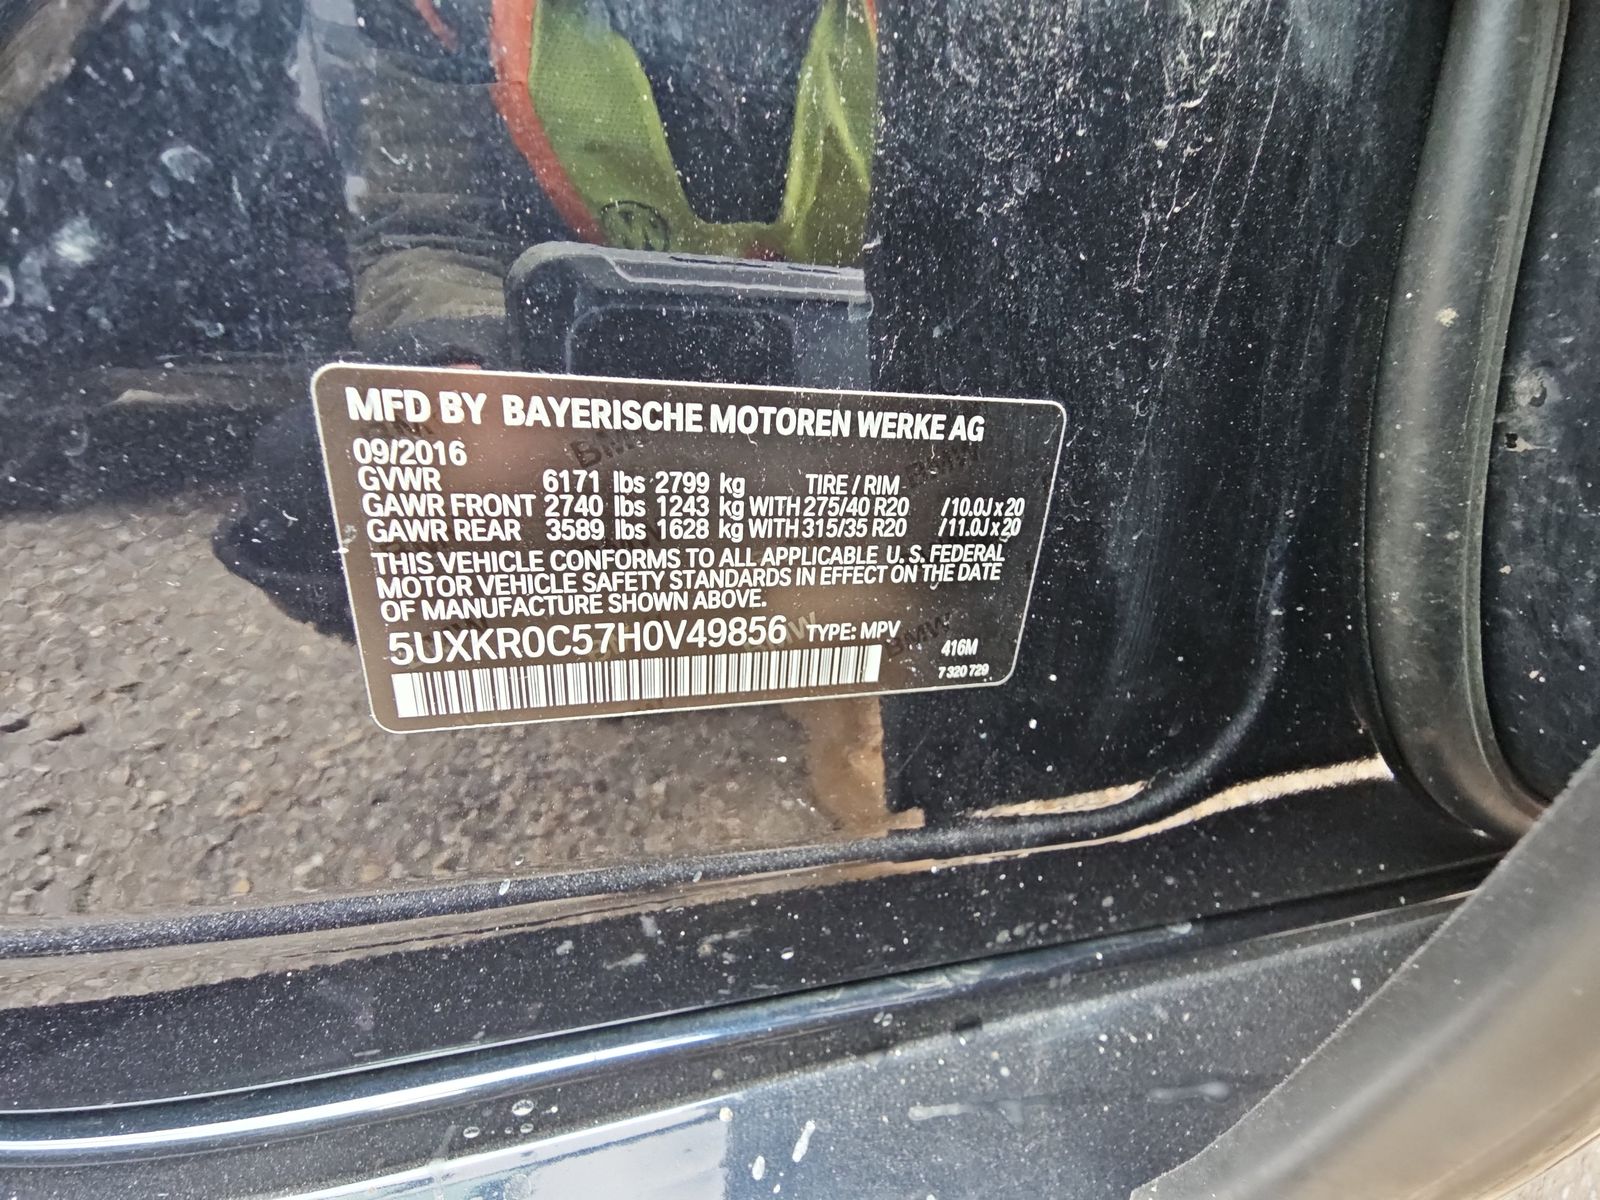 MFD BY BAYERISCHE MOTOREN WERKE AG
09/2016
GVWR 6171 lbs 2799 kg TIRE / RIM
GAWR FRONT 2740 lbs 1243 kg WITH 275/40 R20 /10.0J x 20
GAWR REAR 3589 lbs 1628 kg WITH 315/35 R20 /11.0J x 20
THIS VEHICLE CONFORMS TO ALL APPLICABLE U. S. FEDERAL
MOTOR VEHICLE SAFETY STANDARDS IN EFFECT ON THE DATE
OF MANUFACTURE SHOWN ABOVE.
5UXKR0C57H0V49856 TYPE: MPV
416M
7 320 729